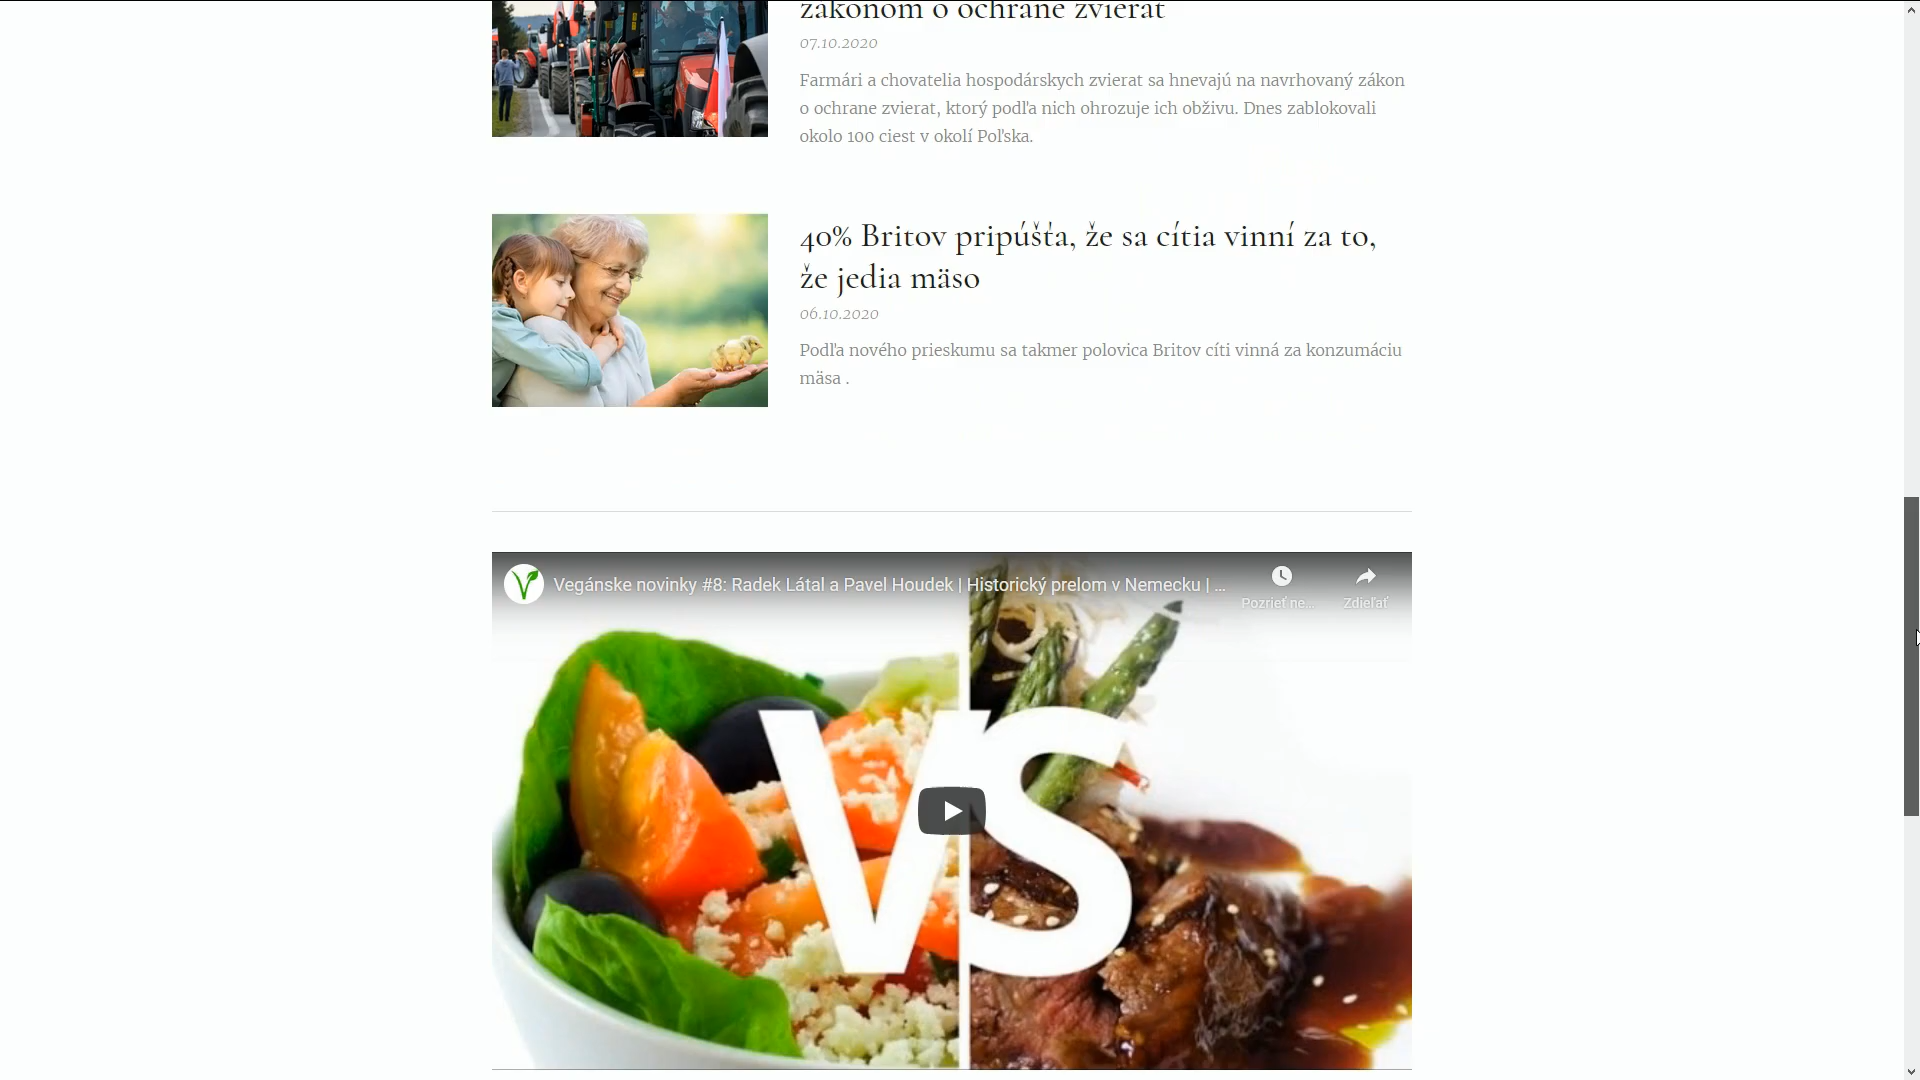 zákonom o ochrane zvierat
07.10.2020
Farmári a chovatelia hospodárskych zvierat sa hnevajú na navrhovaný zákon
o ochrane zvierat, ktorý podľa nich ohrozuje ich obživu. Dnes zablokovali
okolo 100 ciest v okolí Poľska.
40% Britov pripúšťa, že sa cítia vinní za to,
že jedia mäso
06.10.2020
Podľa nového prieskumu sa takmer polovica Britov cíti vinná za konzumáciu
mäsa .
Vegánske novinky #8: Radek Látal a Pavel Houdek | Historický prelom v Nemecku | ...
Pozrieť ne...
Zdieľať
VS